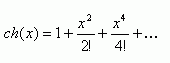 ch(x) = 1 + x²/2! + x⁴/4! + ...